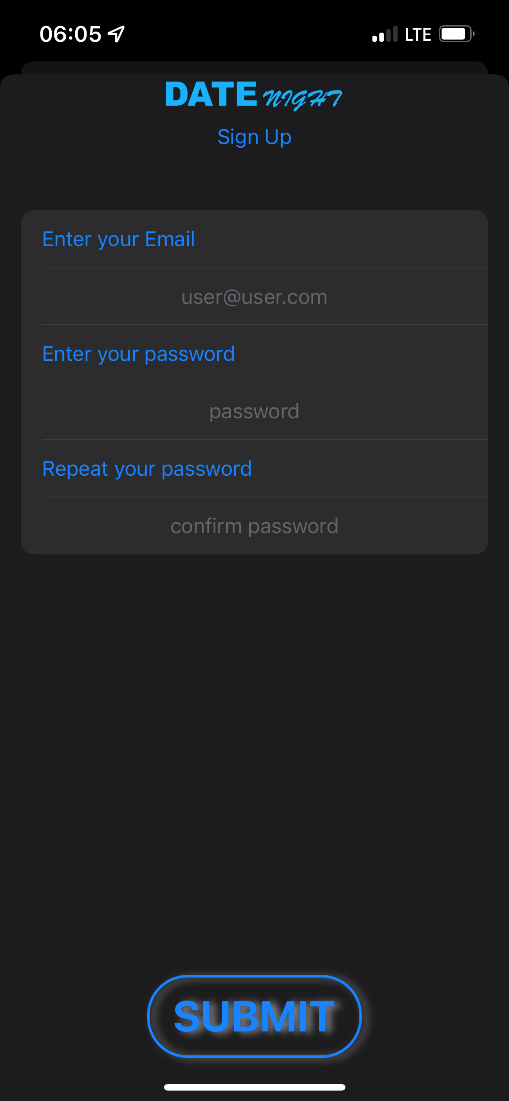 06:05 LTE
DATE NIGHT
Sign Up
Enter your Email
user@user.com
Enter your password
password
Repeat your password
confirm password
SUBMIT